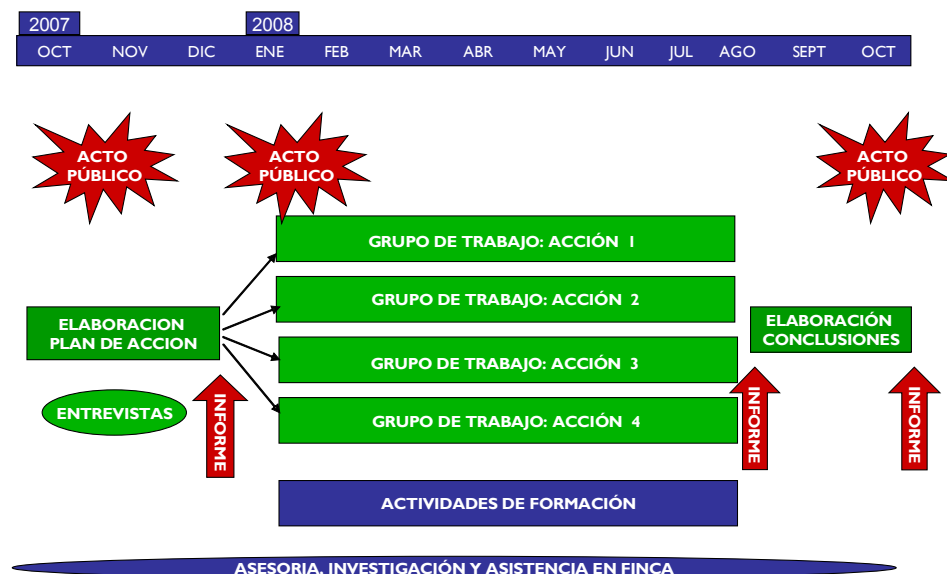 2007
2008
OCT NOV DIC ENE FEB MAR ABR MAY JUN JUL AGO SEPT OCT
ACTO
PÚBLICO
ACTO
PÚBLICO
ACTO
PÚBLICO
GRUPO DE TRABAJO: ACCIÓN 1
GRUPO DE TRABAJO: ACCIÓN 2
GRUPO DE TRABAJO: ACCIÓN 3
GRUPO DE TRABAJO: ACCIÓN 4
ELABORACION
PLAN DE ACCION
ELABORACIÓN
CONCLUSIONES
ENTREVISTAS
INFORME
INFORME
INFORME
ACTIVIDADES DE FORMACIÓN
ASESORIA, INVESTIGACIÓN Y ASISTENCIA EN FINCA